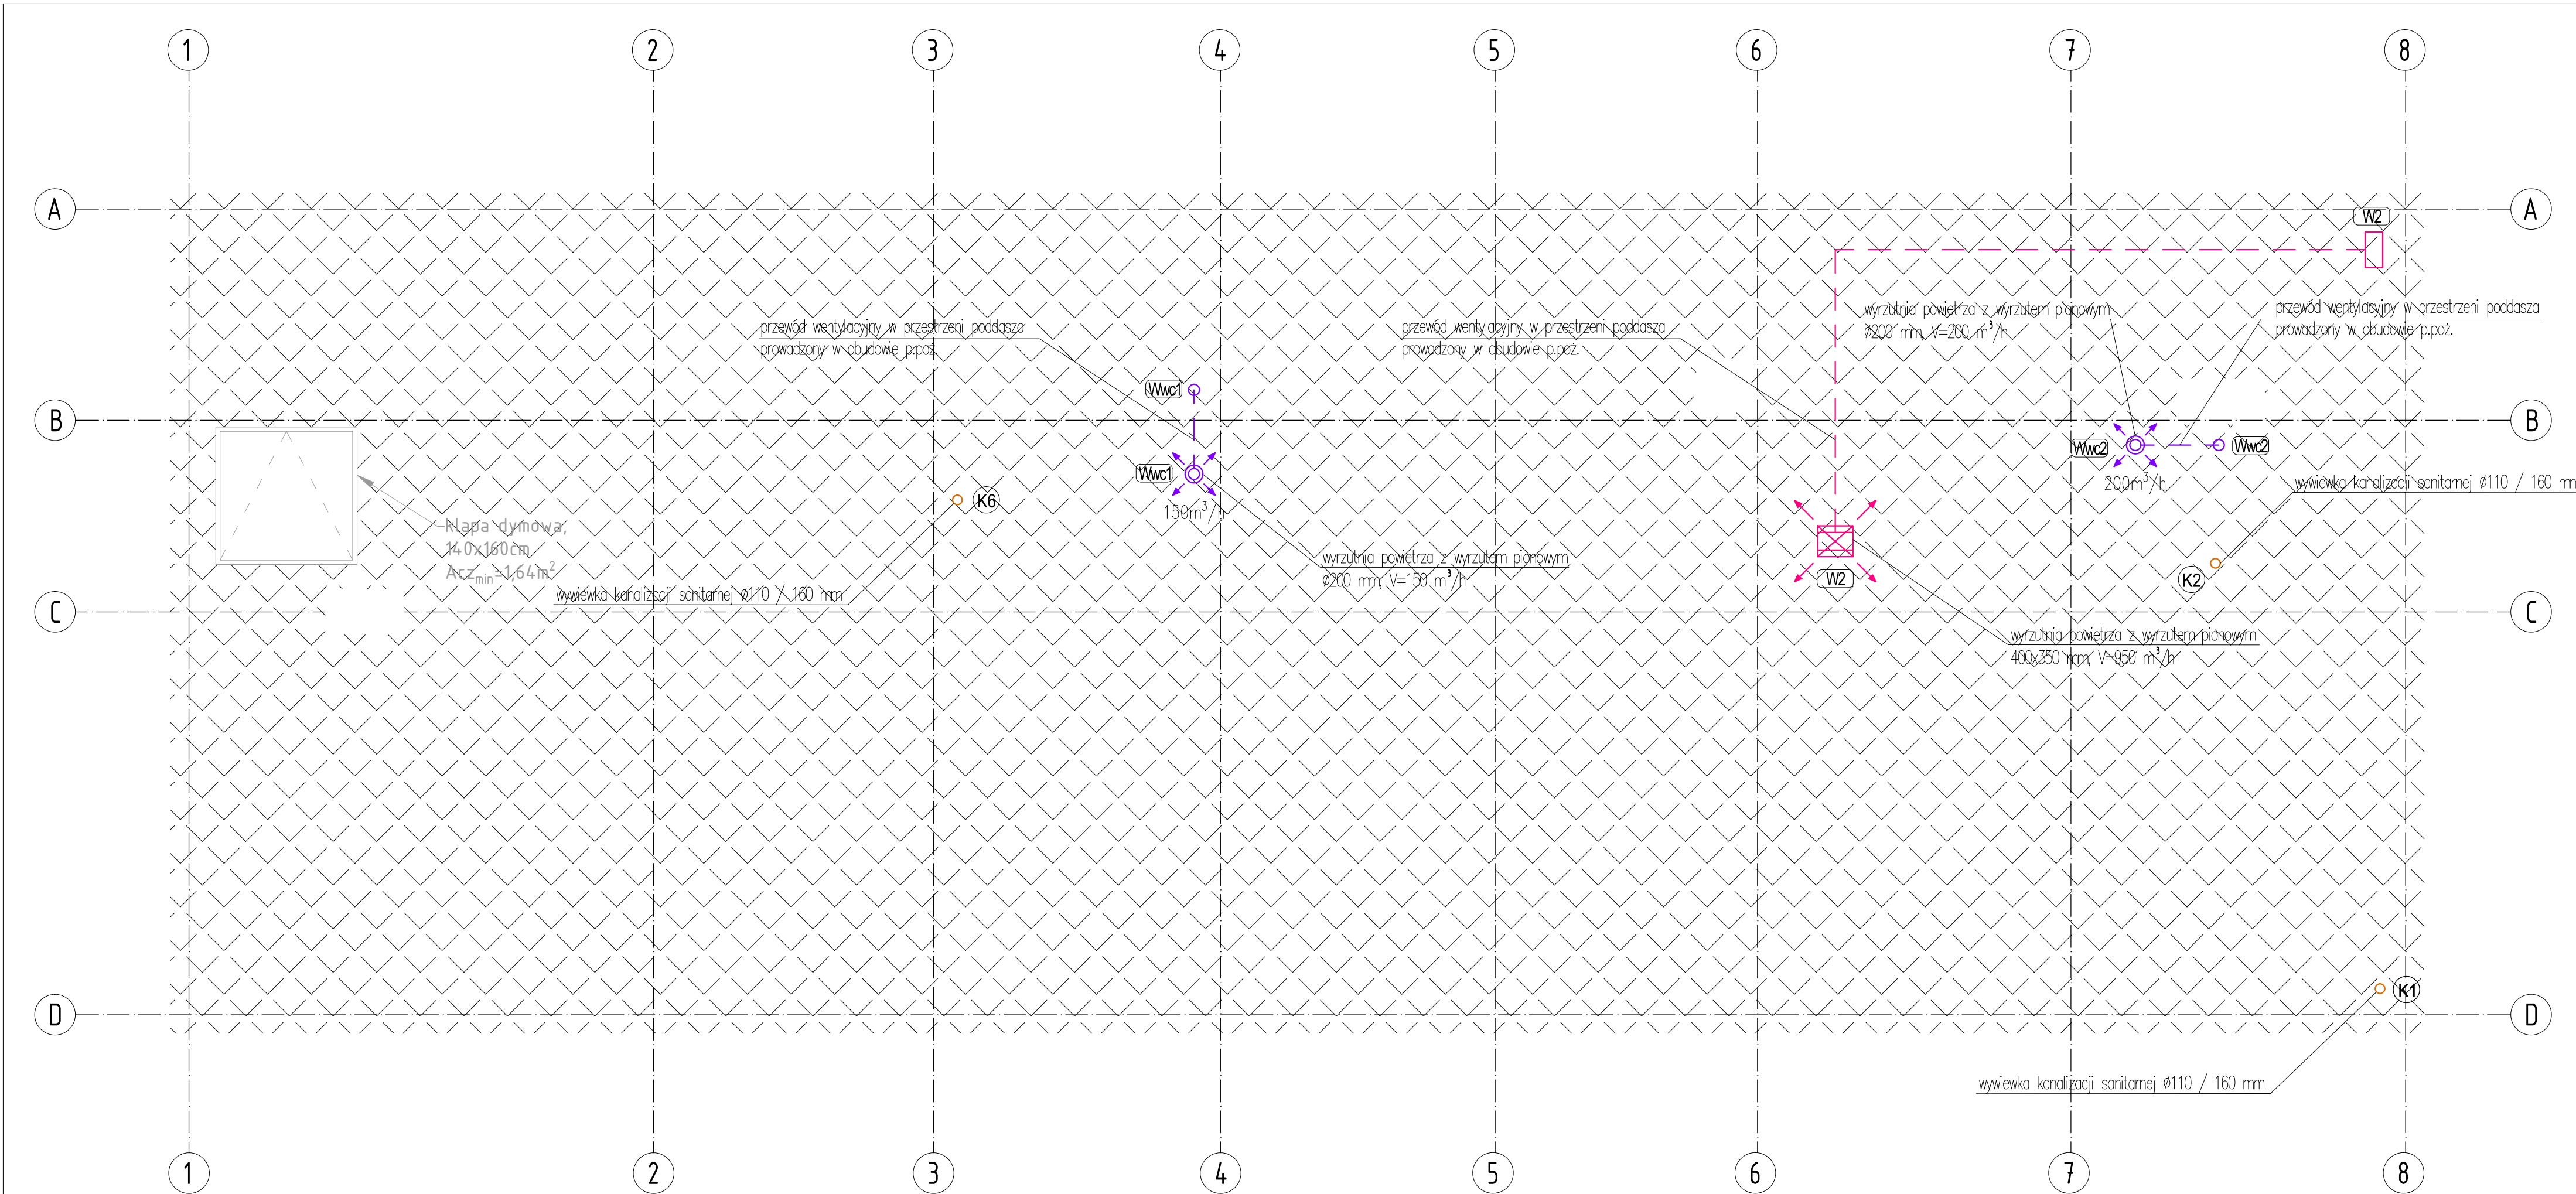 1 2 3 4 5 6 7 8
A A
W2
wyrzutnia powietrza z wyrzutem pionowym
ø200 mm, V=200 m³/h
przewód wentylacyjny w przestrzeni poddasza
prowadzony w obudowie p.poż.
przewód wentylacyjny w przestrzeni poddasza
prowadzony w obudowie p.poż.
przewód wentylacyjny w przestrzeni poddasza
prowadzony w obudowie p.poż.
Wwc1
B B
Wwc2 Wwc2
200m³/h
Wwc1
150m³/h
K6
wywiewka kanalizacji sanitarnej ø110 / 160 mm
klapa dymowa,
140x160cm
Acz min=1,64m²
wyrzutnia powietrza z wyrzutem pionowym
ø200 mm, V=150 m³/h
W2
K2
wywiewka kanalizacji sanitarnej ø110 / 160 mm
C C
wyrzutnia powietrza z wyrzutem pionowym
400x350 mm, V=950 m³/h
K1
D D
wywiewka kanalizacji sanitarnej ø110 / 160 mm
1 2 3 4 5 6 7 8